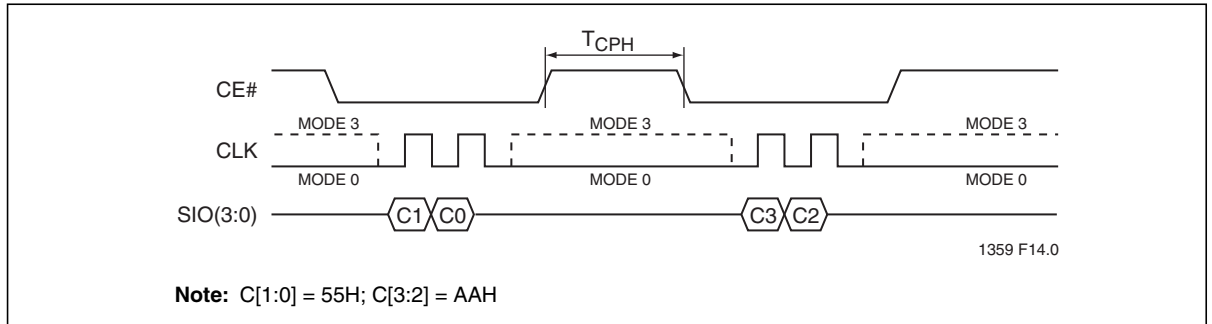 TCPH
CE#
MODE 3 MODE 3 MODE 3
CLK
MODE 0 MODE 0 MODE 0
SIO(3:0) C1 C0 C3 C2
1359 F14.0
Note: C[1:0] = 55H; C[3:2] = AAH